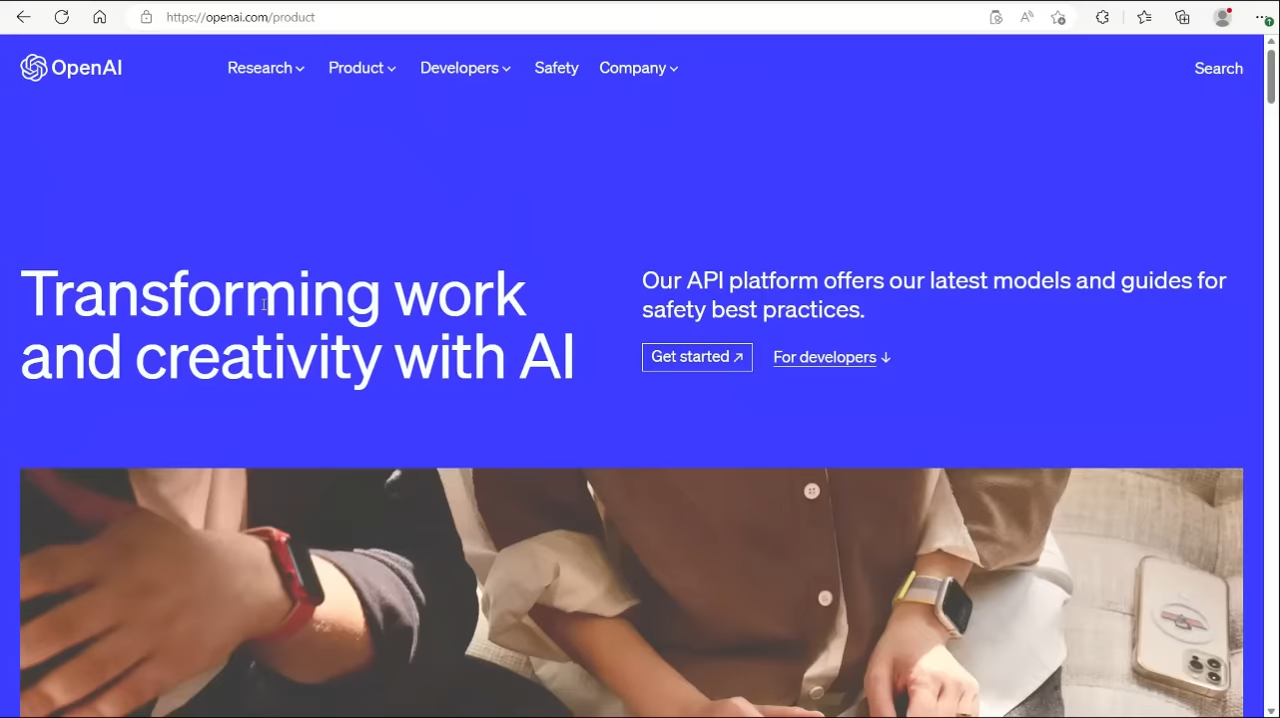 https://openai.com/product
OpenAI
Research
Product
Developers
Safety
Company
Search
Transforming work
and creativity with AI
Our API platform offers our latest models and guides for
safety best practices.
Get started ↗
For developers ↓